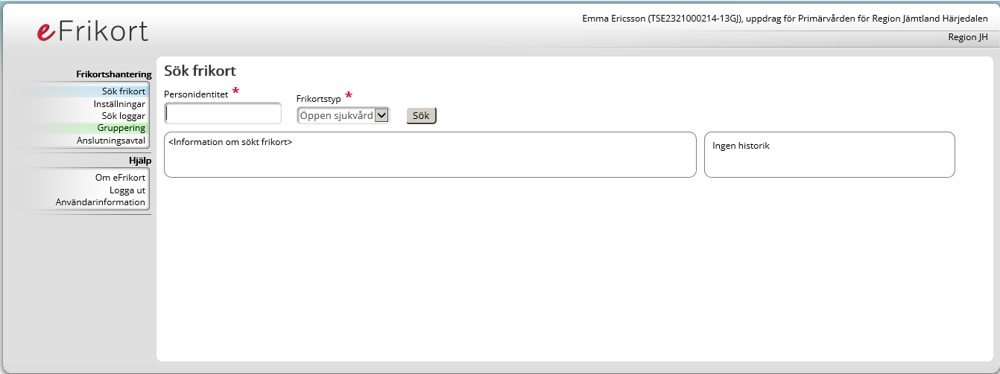 eFrikort
Emma Ericsson (TSE2321000214-13GJ), uppdrag för Primärvården för Region Jämtland Härjedalen
Region JH
Frikortshantering
Sök frikort
Inställningar
Sök loggar
Gruppering
Anslutningsavtal
Hjälp
Om eFrikort
Logga ut
Användarinformation
Sök frikort
Personidentitet *
Frikortstyp *
Öppen sjukvård
Sök
<Information om sökt frikort>
Ingen historik